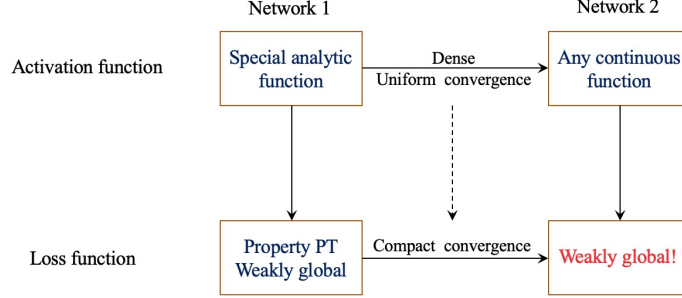 Network 1
Network 2
Activation function
Special analytic
function
Dense
Uniform convergence
Any continuous
function
Loss function
Property PT
Weakly global
Compact convergence
Weakly global!